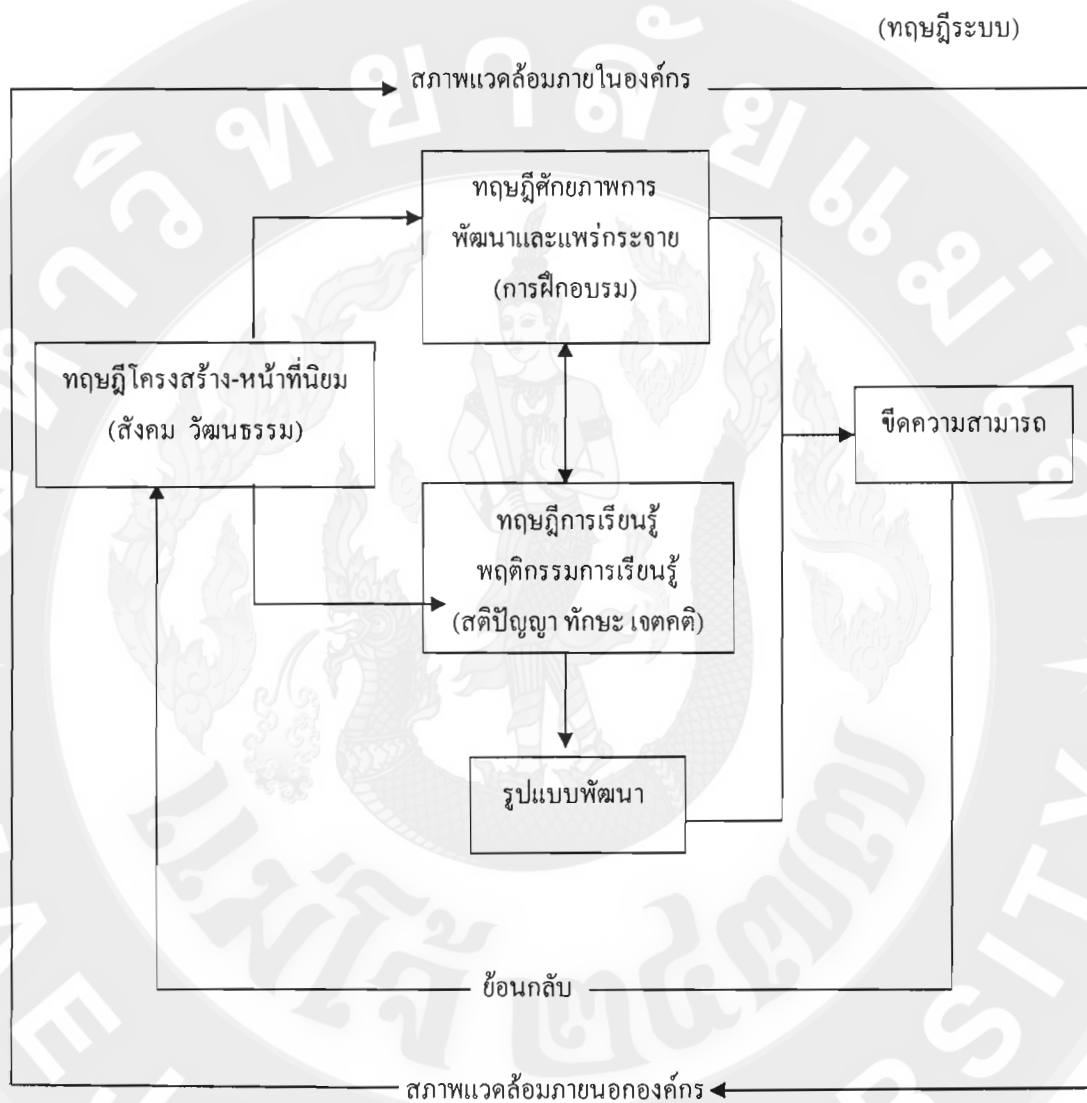 (ทฤษฎีระบบ)
สภาพแวดล้อมภายในองค์กร
ทฤษฎีศักยภาพการ
พัฒนาและแพร่กระจาย
(การฝึกอบรม)
ทฤษฎีโครงสร้าง-หน้าที่นิยม
(สังคม วัฒนธรรม)
ขีดความสามารถ
ทฤษฎีการเรียนรู้
พฤติกรรมการเรียนรู้
(สติปัญญา ทักษะ เจตคติ)
รูปแบบพัฒนา
ย้อนกลับ
สภาพแวดล้อมภายนอกองค์กร
แม่โจ้ ๒๔๗๗